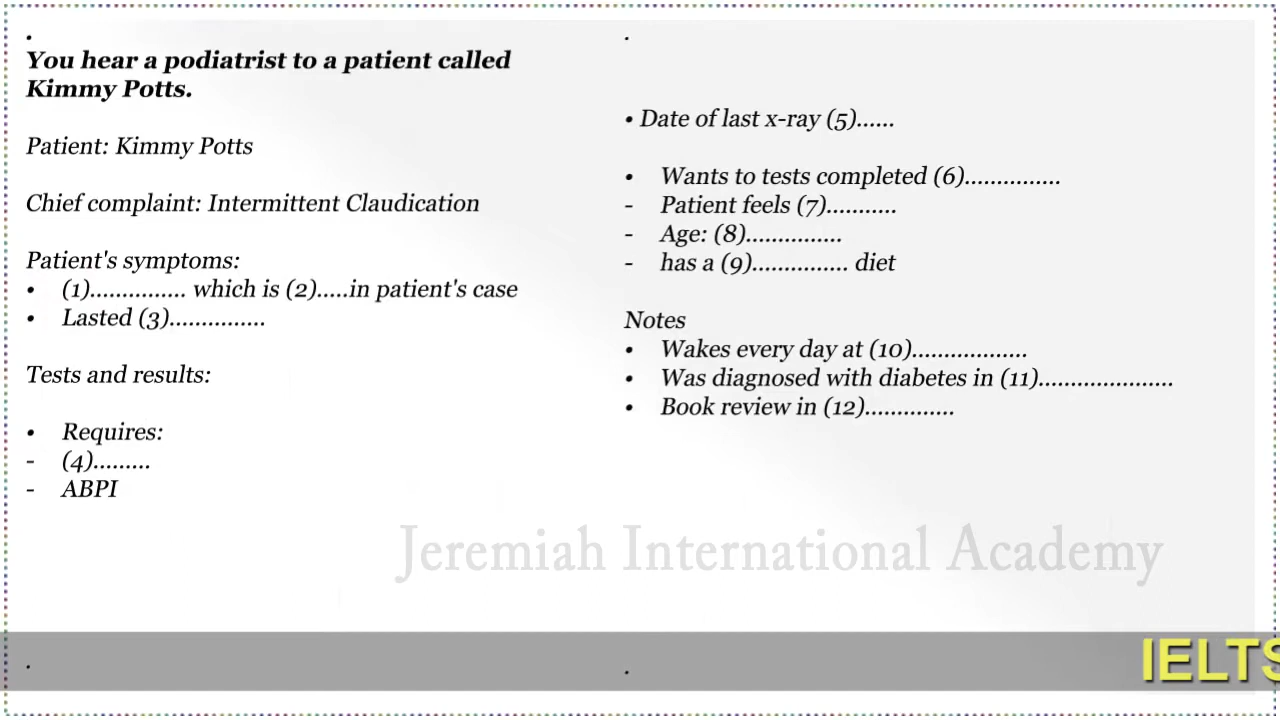 .
You hear a podiatrist to a patient called
Kimmy Potts.
Patient: Kimmy Potts
Chief complaint: Intermittent Claudication
Patient's symptoms:
• (1)............... which is (2).....in patient's case
• Lasted (3)...............
Tests and results:
• Requires:
- (4).........
- ABPI
.
.
• Date of last x-ray (5)......
• Wants to tests completed (6)...............
- Patient feels (7)...........
- Age: (8)...............
- has a (9)............... diet
Notes
• Wakes every day at (10)..................
• Was diagnosed with diabetes in (11).....................
• Book review in (12)..............
Jeremiah International Academy
.
IELTS